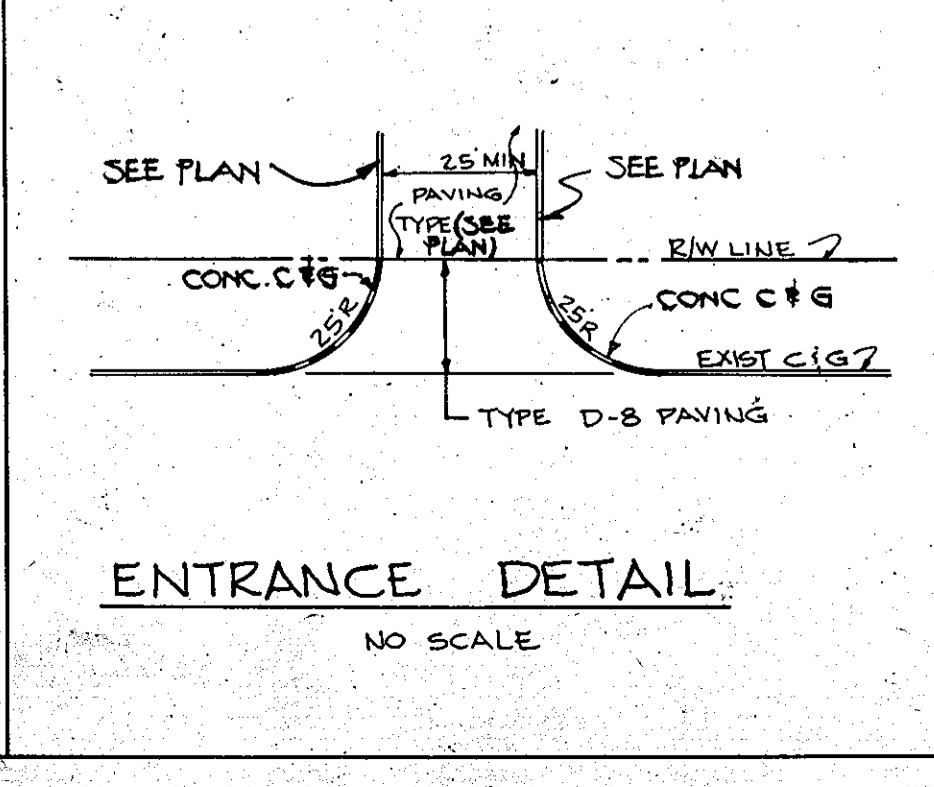 SEE PLAN
25' MIN
SEE PLAN
PAVING
TYPE (SEE
PLAN)
R/W LINE
CONC. C & G
25'R
25'R
CONC C & G
EXIST C & G
TYPE D-8 PAVING
ENTRANCE DETAIL
NO SCALE